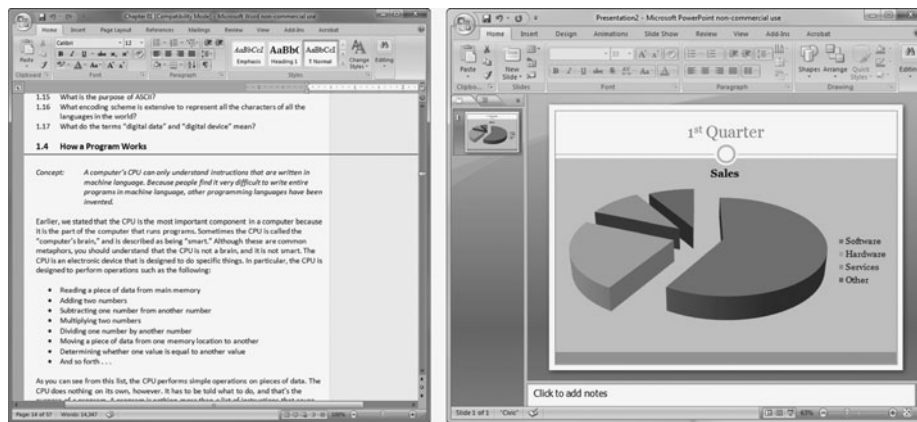 Chapter 01 [Compatibility Mode] - Microsoft Word non-commercial use
Home Insert Page Layout References Mailings Review View Add-Ins Acrobat
Calibri 12
Paste
AaBbCcI AaBb( AaBbCcI
Emphasis Heading 1 ¶ Normal
Change Styles
Editing
Clipboard Font Paragraph Styles
1.15 What is the purpose of ASCII?
1.16 What encoding scheme is extensive to represent all the characters of all the
languages in the world?
1.17 What do the terms "digital data" and "digital device" mean?
1.4 How a Program Works
Concept: A computer's CPU can only understand instructions that are written in
machine language. Because people find it very difficult to write entire
programs in machine language, other programming languages have been
invented.
Earlier, we stated that the CPU is the most important component in a computer because
it is the part of the computer that runs programs. Sometimes the CPU is called the
"computer's brain," and is described as being "smart." Although these are common
metaphors, you should understand that the CPU is not a brain, and it is not smart. The
CPU is an electronic device that is designed to do specific things. In particular, the CPU is
designed to perform operations such as the following:
• Reading a piece of data from main memory
• Adding two numbers
• Subtracting one number from another number
• Multiplying two numbers
• Dividing one number by another number
• Moving a piece of data from one memory location to another
• Determining whether one value is equal to another value
• And so forth . . .
As you can see from this list, the CPU performs simple operations on pieces of data. The
CPU does nothing on its own, however. It has to be told what to do, and that's the
Page: 14 of 57 Words: 14,347 100%
Presentation2 - Microsoft PowerPoint non-commercial use
Home Insert Design Animations Slide Show Review View Add-Ins Acrobat
Paste
New Slide
Shapes Arrange Quick Styles
Editing
Clipbo... Slides Font Paragraph Drawing
1st Quarter
Sales
Software
Hardware
Services
Other
Click to add notes
Slide 1 of 1 "Civic" 63%